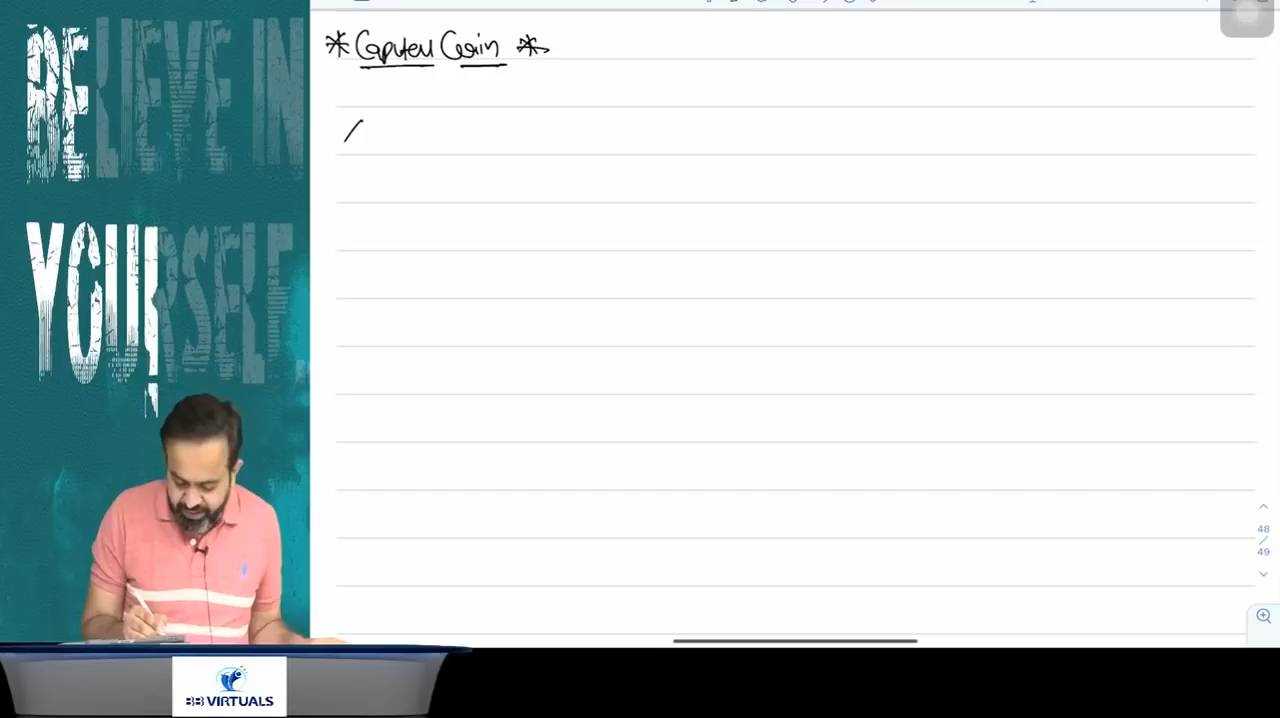 * Capital Gain *
BELIEVE IN
YOURSELF
48
/
49
BB VIRTUALS